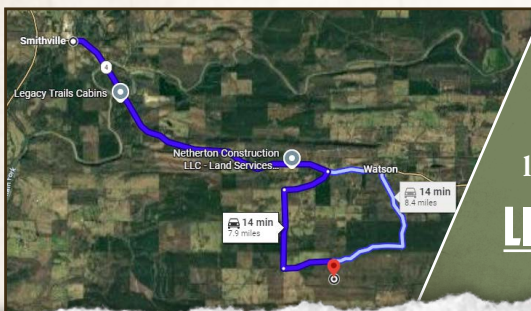 Smithville
4
Legacy Trails Cabins
Netherton Construction
LLC - Land Services...
Watson
14 min
8.4 miles
14 min
7.9 miles
1